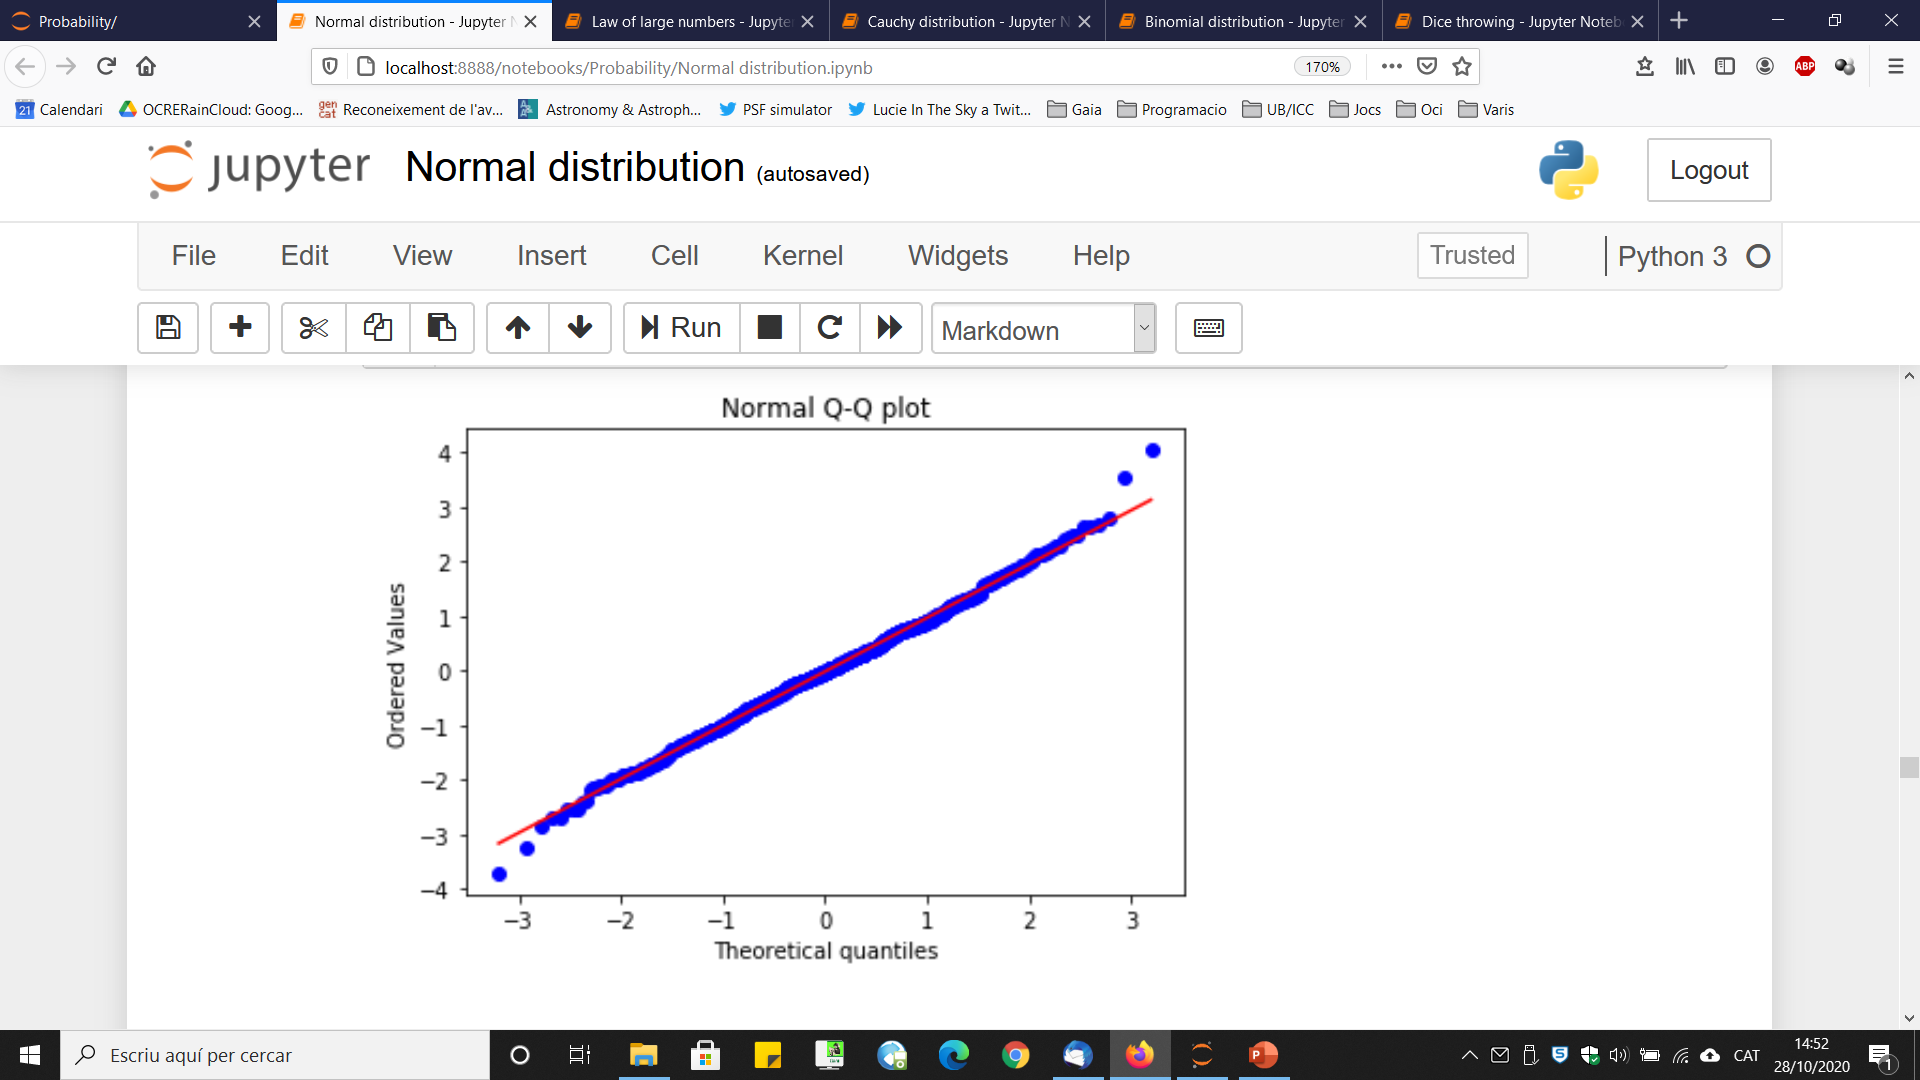 Probability/
Normal distribution - Jupyter N
Law of large numbers - Jupyter
Cauchy distribution - Jupyter N
Binomial distribution - Jupyter
Dice throwing - Jupyter Noteb
localhost:8888/notebooks/Probability/Normal distribution.ipynb
170%
ABP
21 Calendari
OCRERainCloud: Goog...
gen cat Reconeixement de l'av...
Astronomy & Astroph...
PSF simulator
Lucie In The Sky a Twit...
Gaia
Programacio
UB/ICC
Jocs
Oci
Varis
jupyter Normal distribution (autosaved)
Logout
File Edit View Insert Cell Kernel Widgets Help
Trusted
Python 3
Run
Markdown
Normal Q-Q plot
4
3
2
1
0
−1
−2
−3
−4
Ordered Values
−3 −2 −1 0 1 2 3
Theoretical quantiles
Escriu aquí per cercar
CAT
14:52
28/10/2020
1